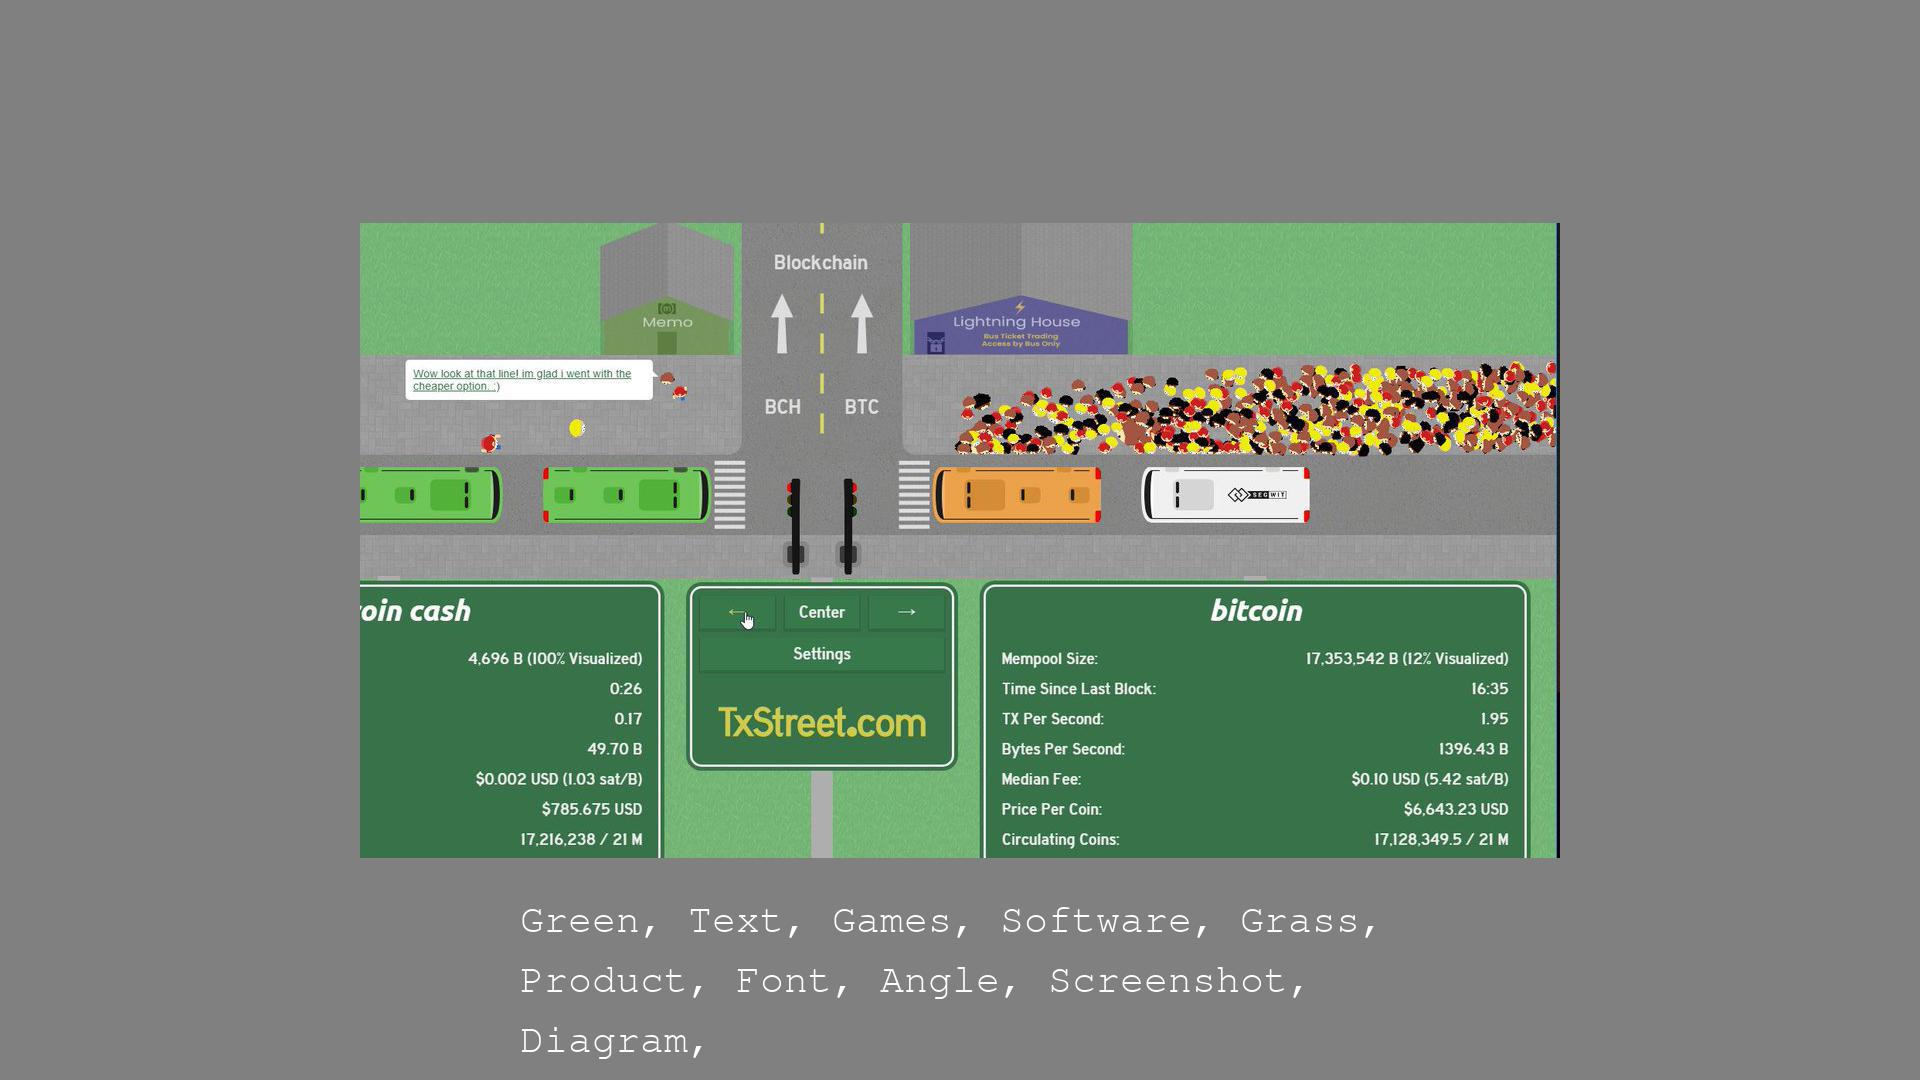 Blockchain
Memo
Lightning House
Bus Ticket Trading
Access by Bus Only
Wow look at that line! im glad i went with the
cheaper option. :)
BCH
BTC
SEGWIT
oin cash
4,696 B (100% Visualized)
0:26
0.17
49.70 B
$0.002 USD (1.03 sat/B)
$785.675 USD
17,216,238 / 21 M
← Center →
Settings
TxStreet.com
bitcoin
Mempool Size: 17,353,542 B (12% Visualized)
Time Since Last Block: 16:35
TX Per Second: 1.95
Bytes Per Second: 1396.43 B
Median Fee: $0.10 USD (5.42 sat/B)
Price Per Coin: $6,643.23 USD
Circulating Coins: 17,128,349.5 / 21 M
Green, Text, Games, Software, Grass,
Product, Font, Angle, Screenshot,
Diagram,